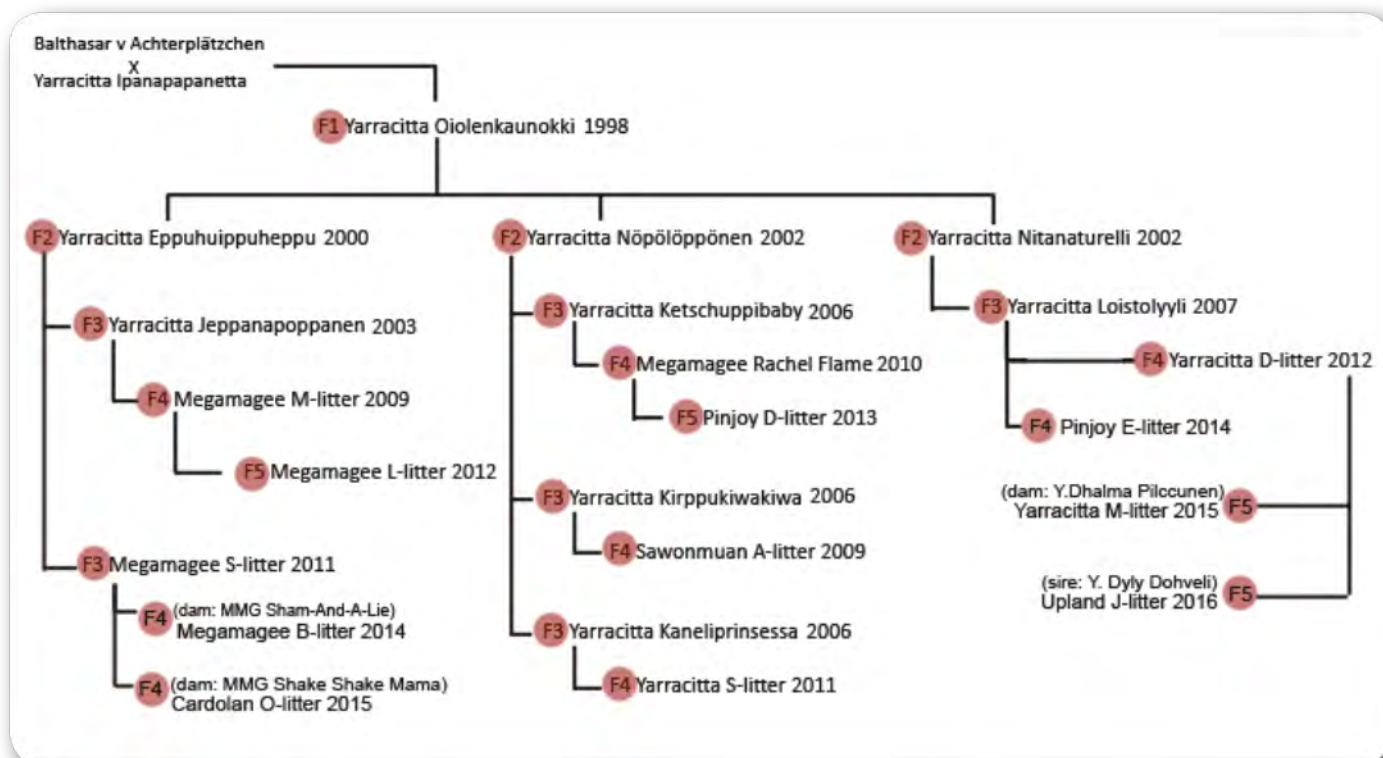 Balthasar v Achterplätzchen
X
Yarracitta Ipanapapanetta
F1 Yarracitta Oiolenkaunokki 1998
F2 Yarracitta Eppuhuippuheppu 2000
F3 Yarracitta Jeppanapoppanen 2003
F4 Megamagee M-litter 2009
F5 Megamagee L-litter 2012
F3 Megamagee S-litter 2011
F4 (dam: MMG Sham-And-A-Lie)
Megamagee B-litter 2014
F4 (dam: MMG Shake Shake Mama)
Cardolan O-litter 2015
F2 Yarracitta Nöpölöppönen 2002
F3 Yarracitta Ketschuppibaby 2006
F4 Megamagee Rachel Flame 2010
F5 Pinjoy D-litter 2013
F3 Yarracitta Kirppukiwakiwa 2006
F4 Sawonmuan A-litter 2009
F3 Yarracitta Kaneliprinsessa 2006
F4 Yarracitta S-litter 2011
F2 Yarracitta Nitanaturelli 2002
F3 Yarracitta Loistolyyli 2007
F4 Yarracitta D-litter 2012
F4 Pinjoy E-litter 2014
(dam: Y.Dhalma Pilccunen)
Yarracitta M-litter 2015 F5
(sire: Y. Dyly Dohveli)
Upland J-litter 2016 F5